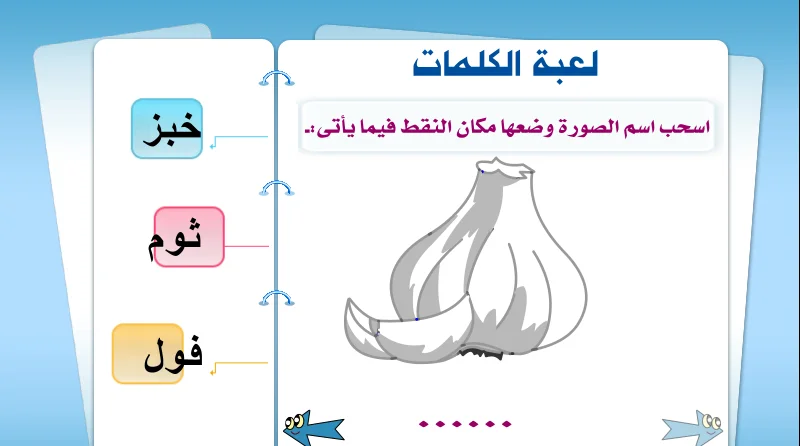 لعبة الكلمات
اسحب اسم الصورة وضعها مكان النقط فيما يأتى:ـ
خبز
ثوم
فول